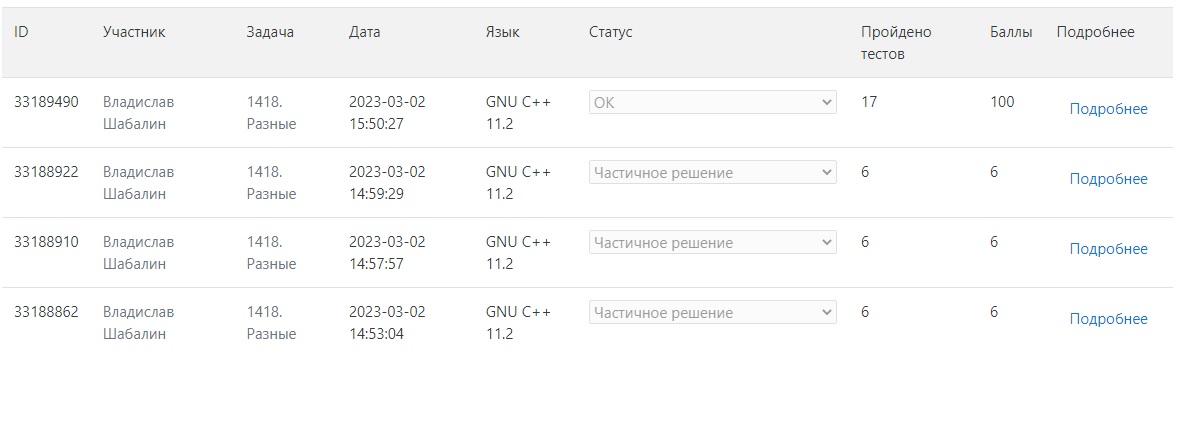 ID Участник Задача Дата Язык Статус Пройдено Баллы Подробнее
тестов
33189490 Владислав 1418. 2023-03-02 GNU C++ OK 17 100 Подробнее
Шабалин Разные 15:50:27 11.2
33188922 Владислав 1418. 2023-03-02 GNU C++ Частичное решение 6 6 Подробнее
Шабалин Разные 14:59:29 11.2
33188910 Владислав 1418. 2023-03-02 GNU C++ Частичное решение 6 6 Подробнее
Шабалин Разные 14:57:57 11.2
33188862 Владислав 1418. 2023-03-02 GNU C++ Частичное решение 6 6 Подробнее
Шабалин Разные 14:53:04 11.2